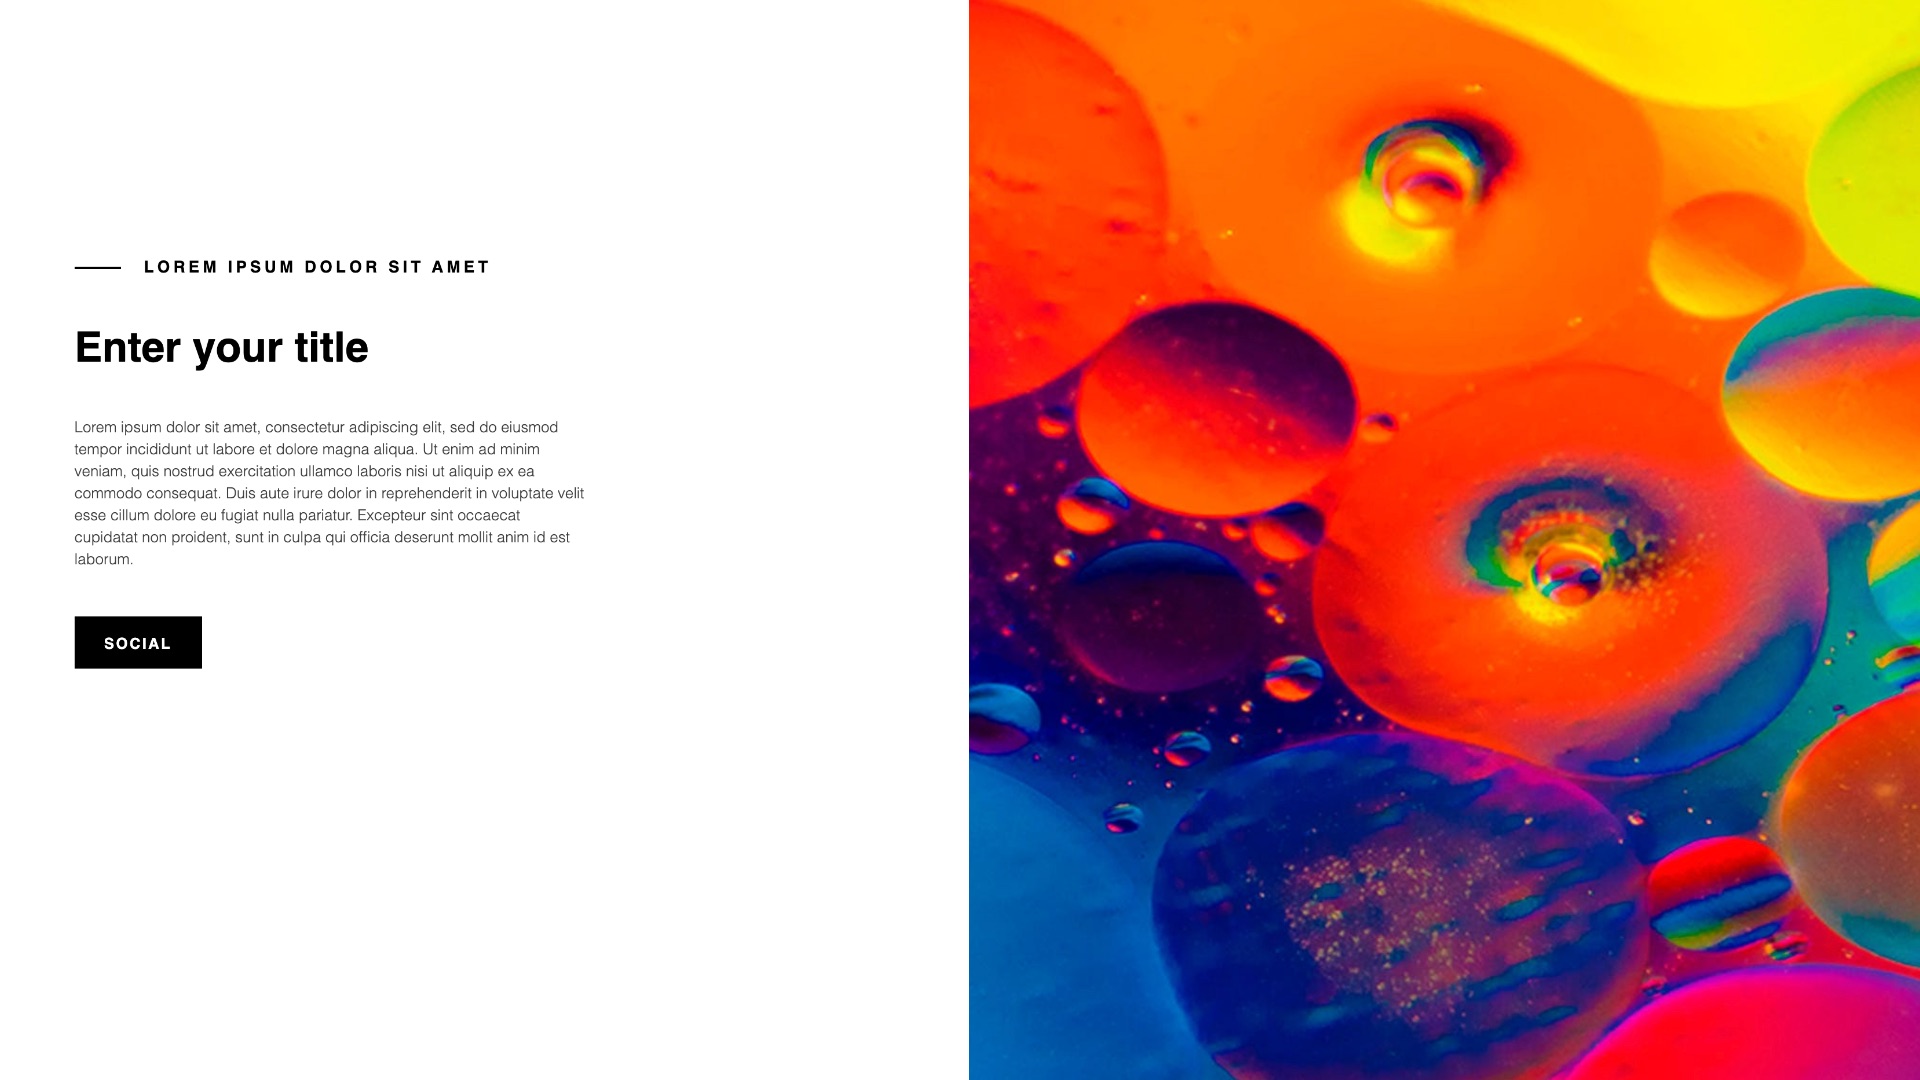 LOREM IPSUM DOLOR SIT AMET
Enter your title
Lorem ipsum dolor sit amet, consectetur adipiscing elit, sed do eiusmod
tempor incididunt ut labore et dolore magna aliqua. Ut enim ad minim
veniam, quis nostrud exercitation ullamco laboris nisi ut aliquip ex ea
commodo consequat. Duis aute irure dolor in reprehenderit in voluptate velit
esse cillum dolore eu fugiat nulla pariatur. Excepteur sint occaecat
cupidatat non proident, sunt in culpa qui officia deserunt mollit anim id est
laborum.
SOCIAL